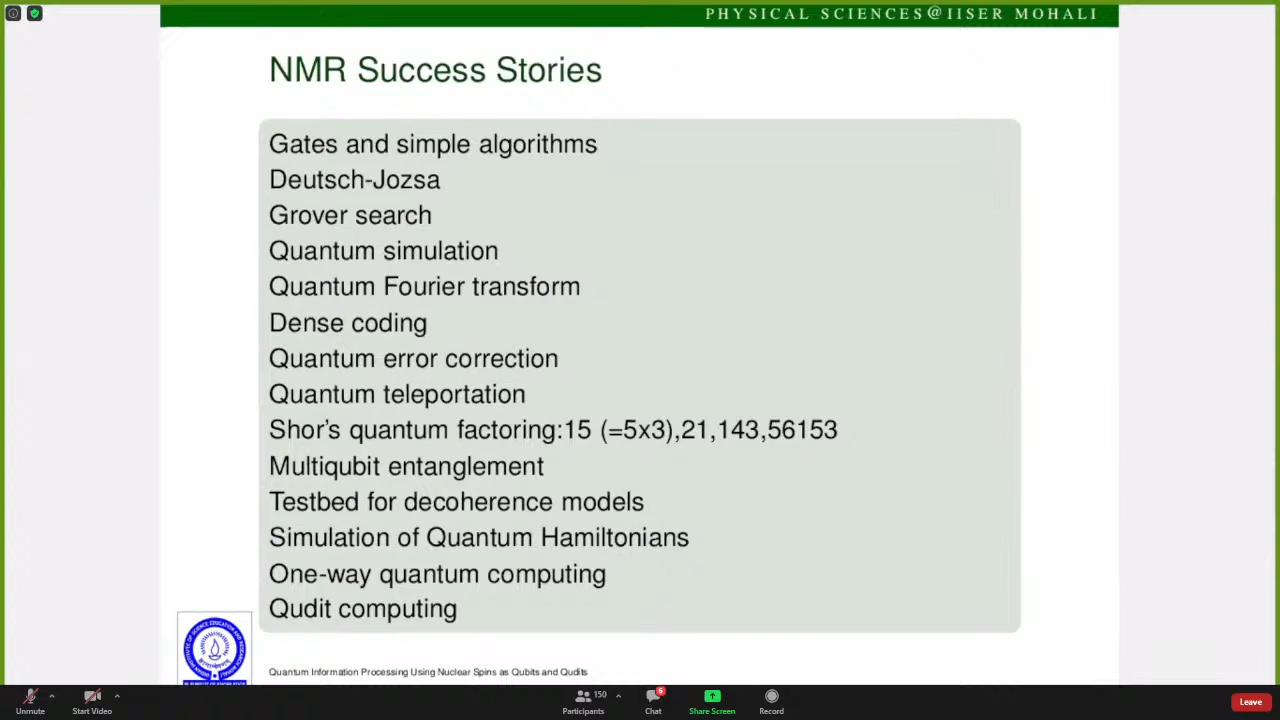 PHYSICAL SCIENCES@IISER MOHALI
NMR Success Stories
Gates and simple algorithms
Deutsch-Jozsa
Grover search
Quantum simulation
Quantum Fourier transform
Dense coding
Quantum error correction
Quantum teleportation
Shor's quantum factoring:15 (=5x3),21,143,56153
Multiqubit entanglement
Testbed for decoherence models
Simulation of Quantum Hamiltonians
One-way quantum computing
Qudit computing
Quantum Information Processing Using Nuclear Spins as Qubits and Qudits
Unmute
Start Video
150
Participants
6
Chat
Share Screen
Record
Leave